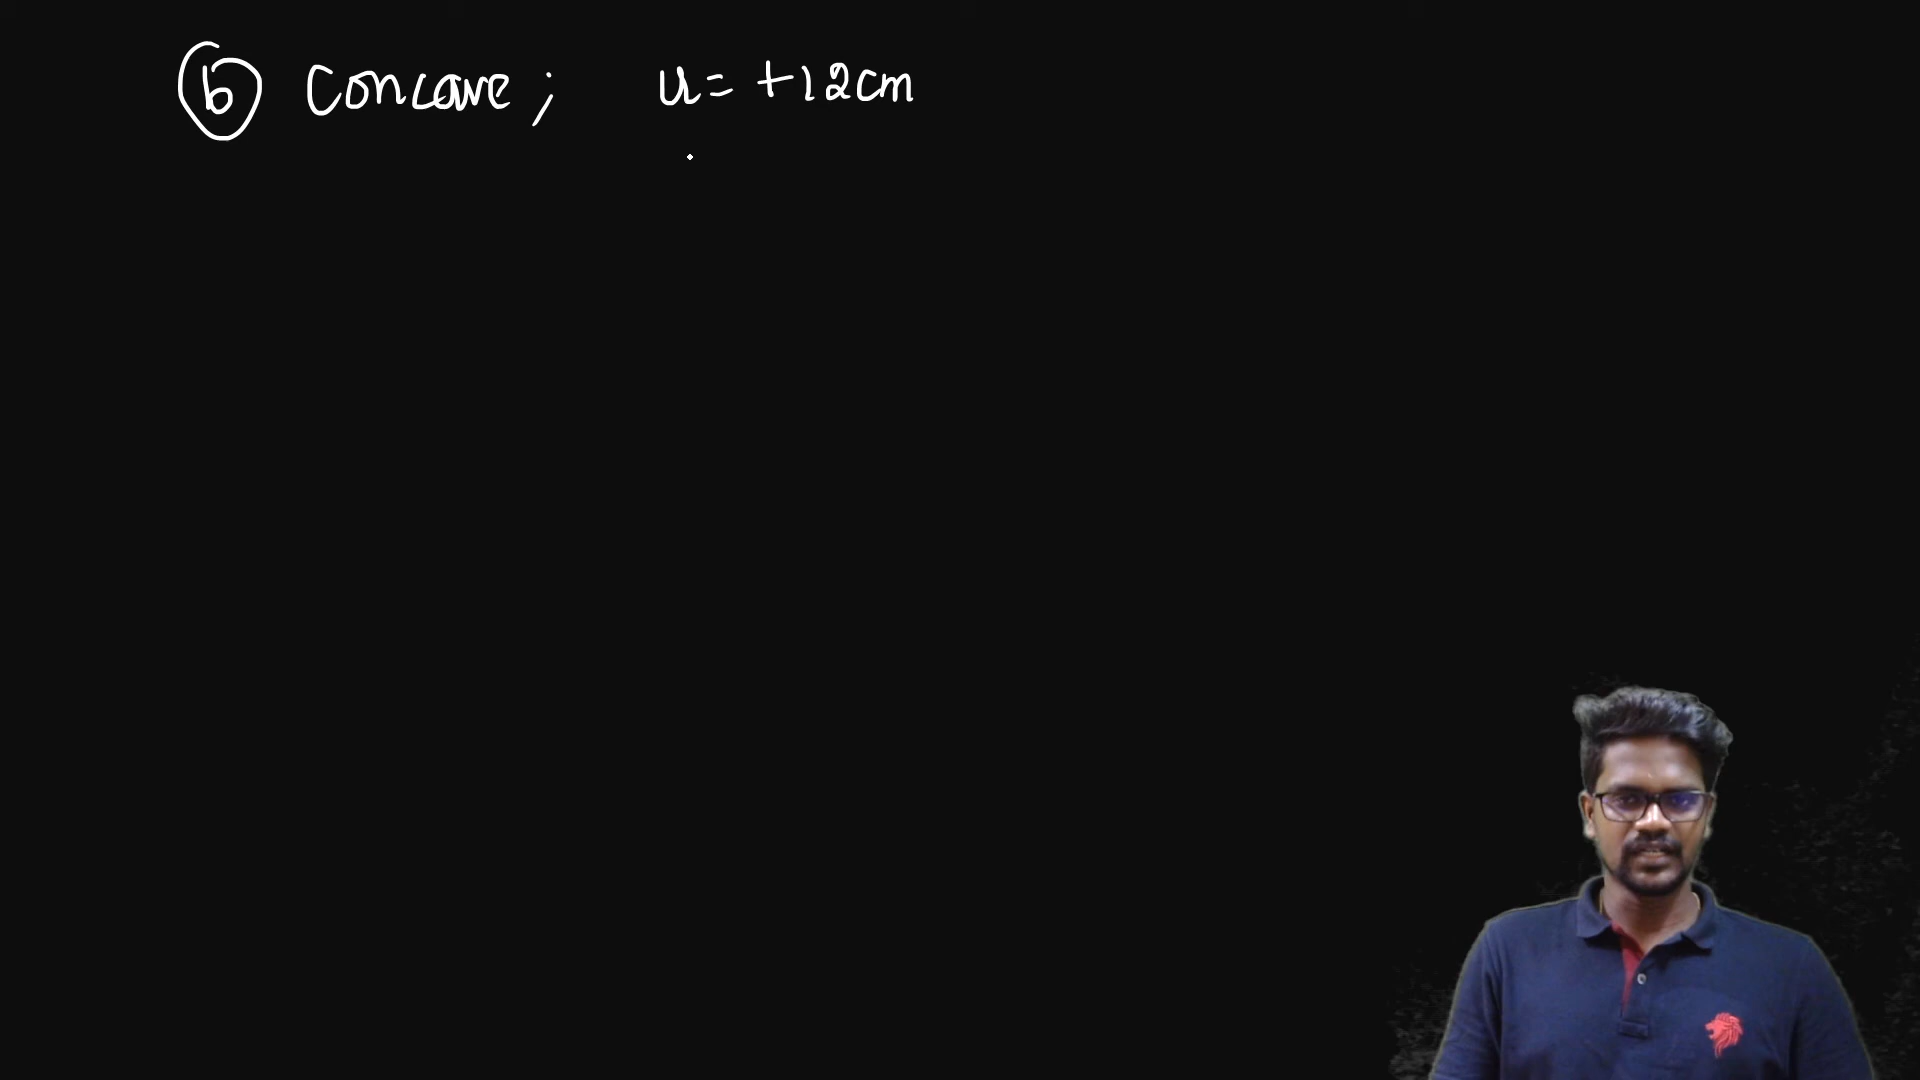 b Concave; u = +12cm